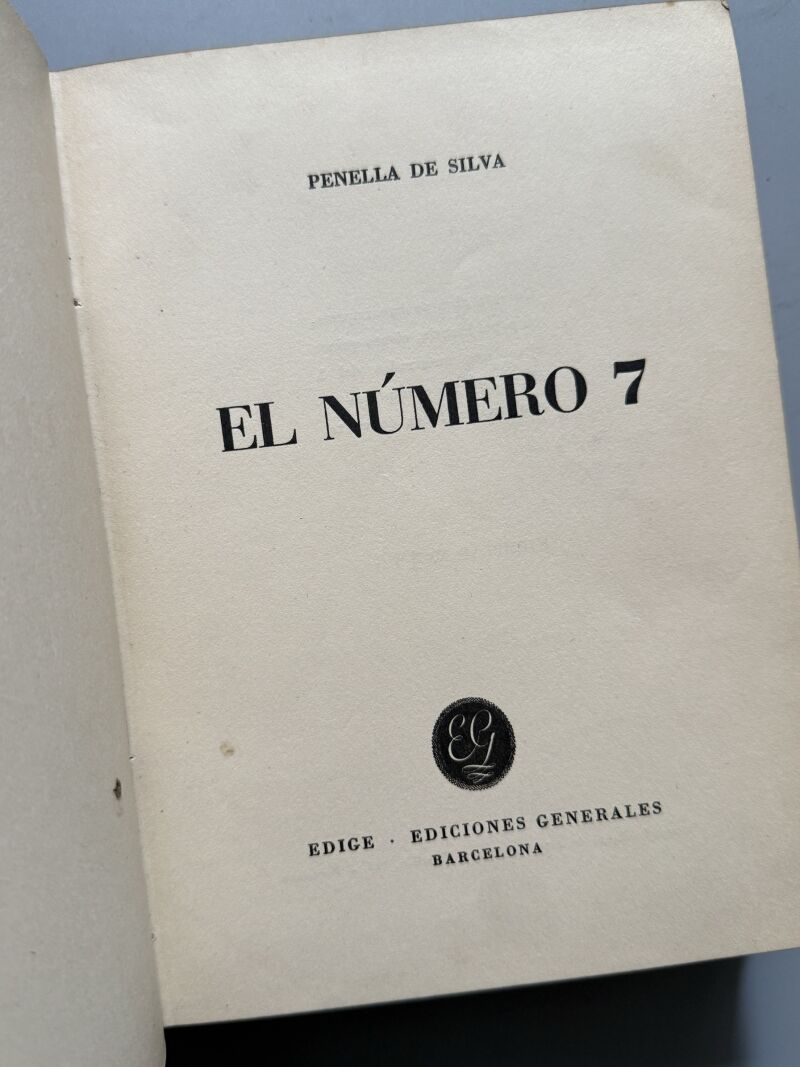 PENELLA DE SILVA
EL NÚMERO 7
EG
EDIGE · EDICIONES GENERALES
BARCELONA